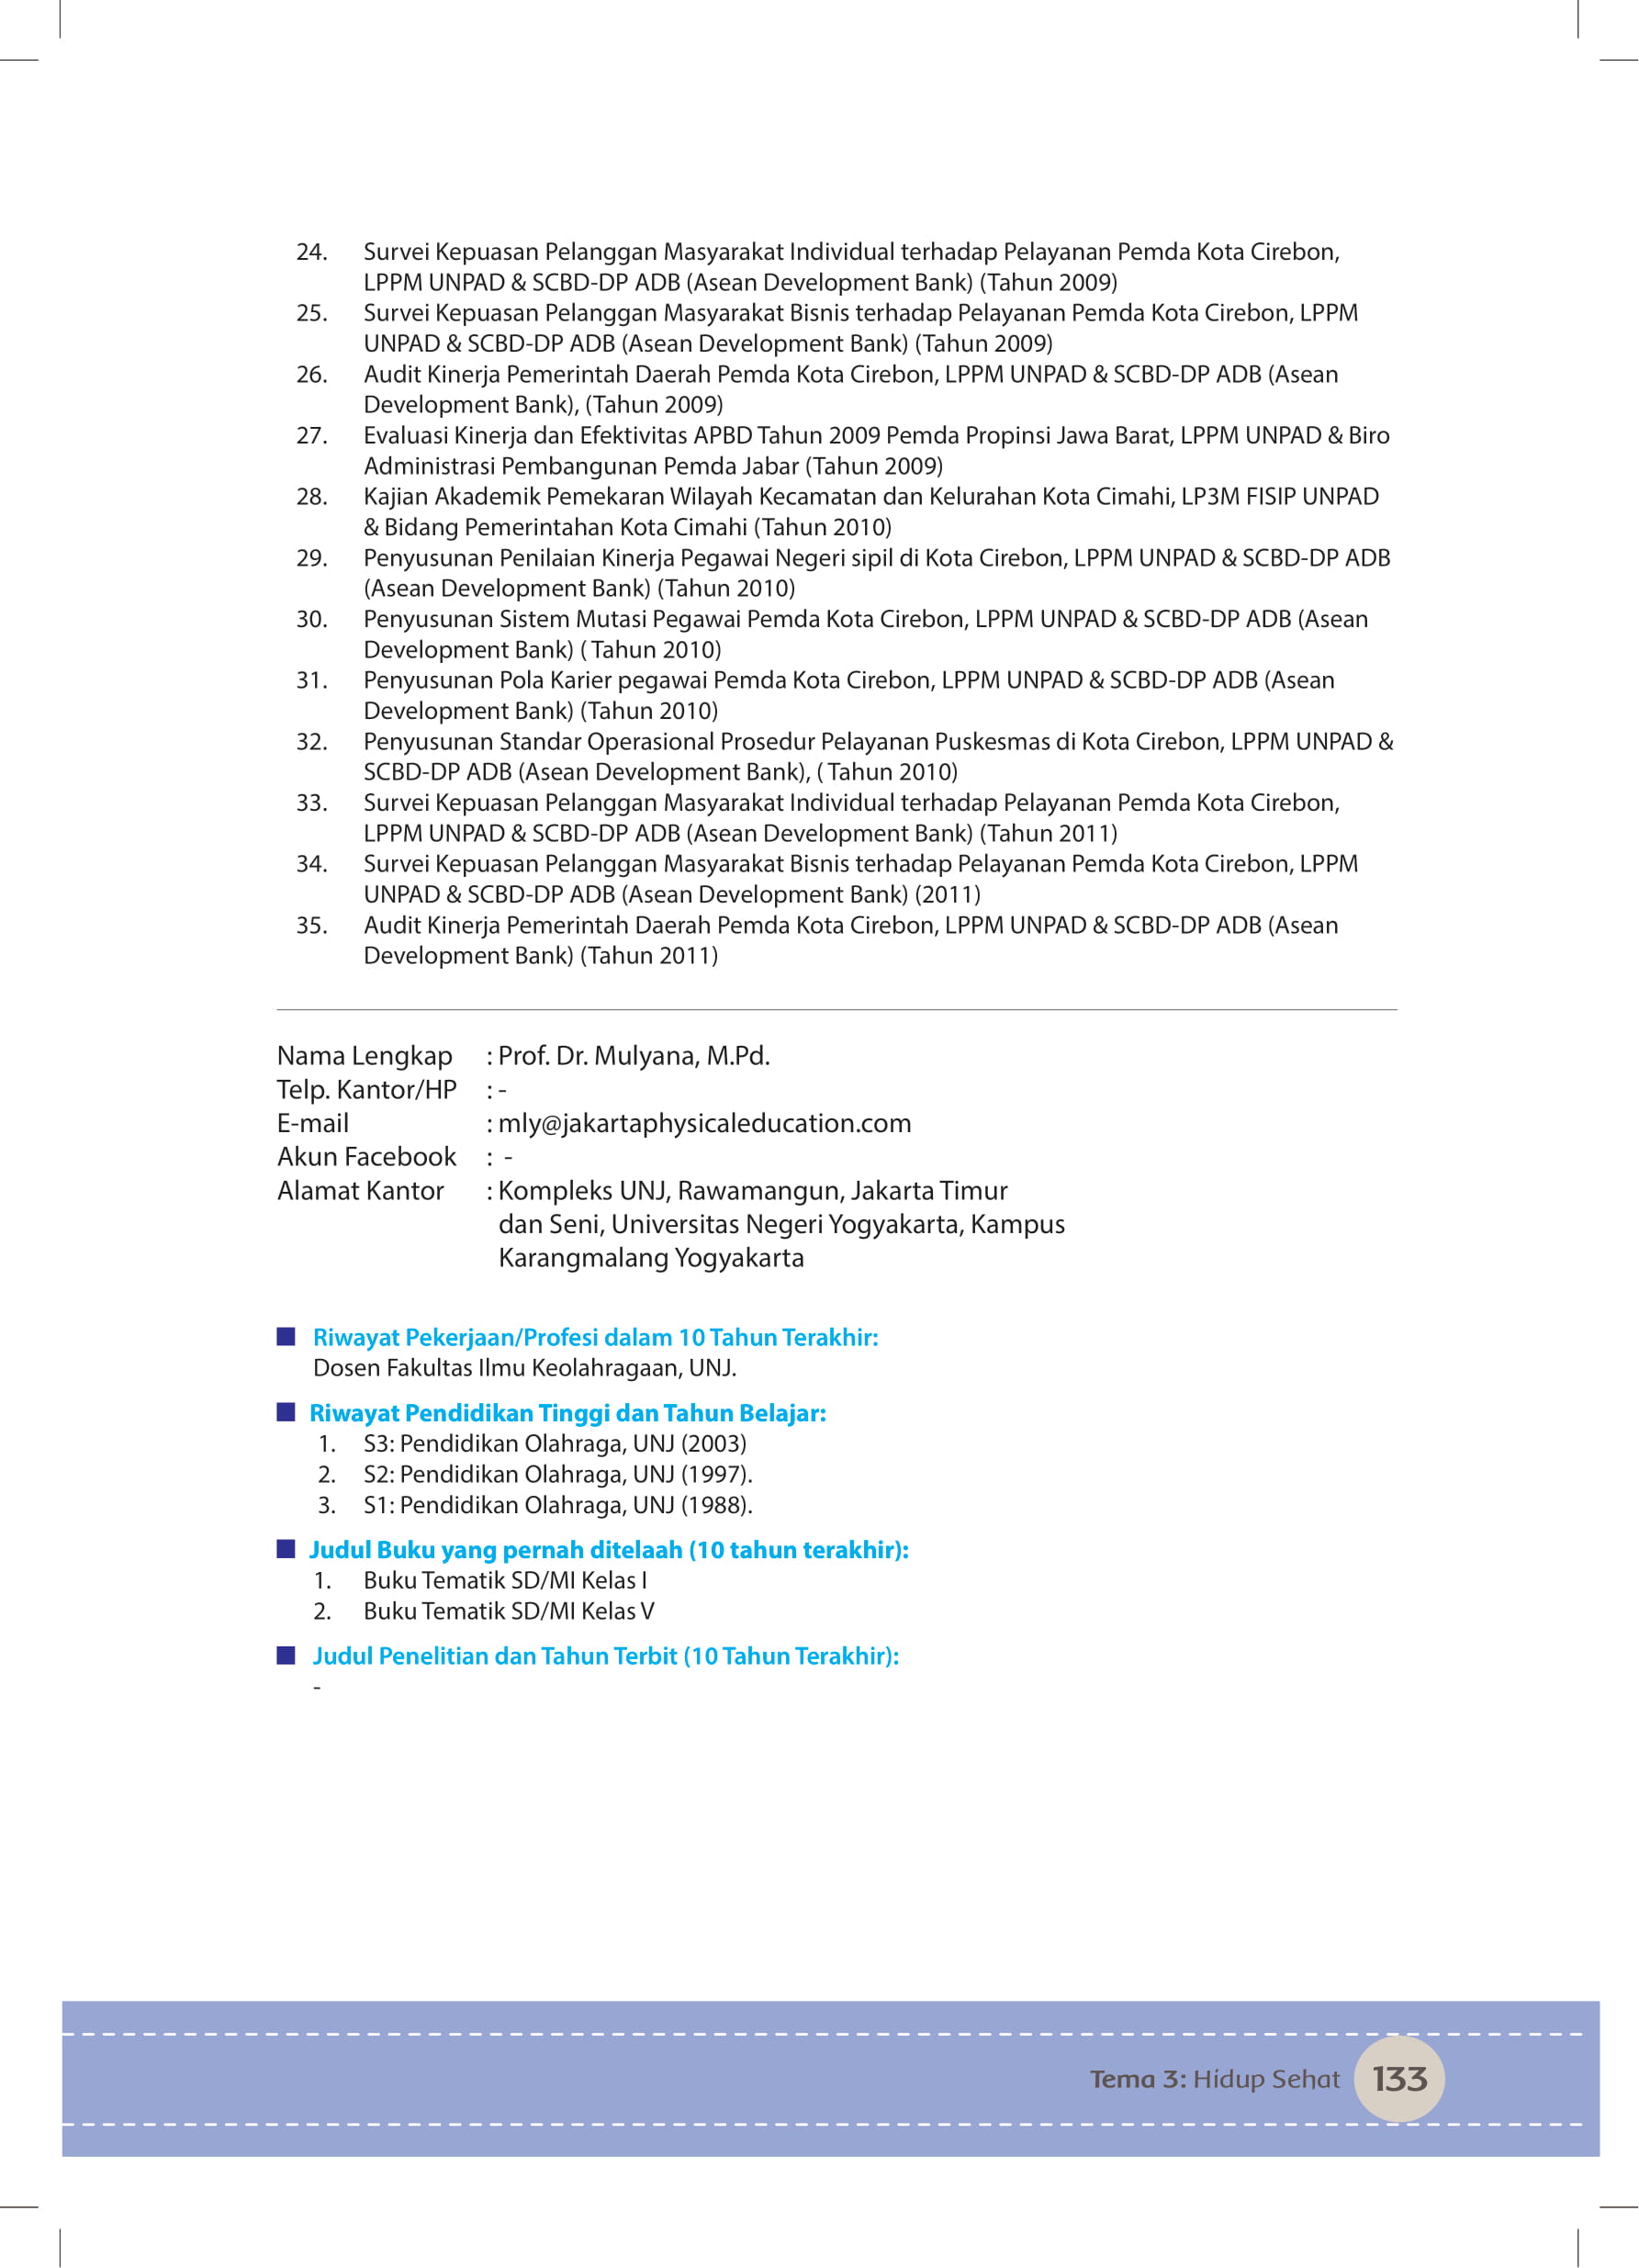 24. Survei Kepuasan Pelanggan Masyarakat Individual terhadap Pelayanan Pemda Kota Cirebon,
LPPM UNPAD & SCBD-DP ADB (Asean Development Bank) (Tahun 2009)
25. Survei Kepuasan Pelanggan Masyarakat Bisnis terhadap Pelayanan Pemda Kota Cirebon, LPPM
UNPAD & SCBD-DP ADB (Asean Development Bank) (Tahun 2009)
26. Audit Kinerja Pemerintah Daerah Pemda Kota Cirebon, LPPM UNPAD & SCBD-DP ADB (Asean
Development Bank), (Tahun 2009)
27. Evaluasi Kinerja dan Efektivitas APBD Tahun 2009 Pemda Propinsi Jawa Barat, LPPM UNPAD & Biro
Administrasi Pembangunan Pemda Jabar (Tahun 2009)
28. Kajian Akademik Pemekaran Wilayah Kecamatan dan Kelurahan Kota Cimahi, LP3M FISIP UNPAD
& Bidang Pemerintahan Kota Cimahi (Tahun 2010)
29. Penyusunan Penilaian Kinerja Pegawai Negeri sipil di Kota Cirebon, LPPM UNPAD & SCBD-DP ADB
(Asean Development Bank) (Tahun 2010)
30. Penyusunan Sistem Mutasi Pegawai Pemda Kota Cirebon, LPPM UNPAD & SCBD-DP ADB (Asean
Development Bank) ( Tahun 2010)
31. Penyusunan Pola Karier pegawai Pemda Kota Cirebon, LPPM UNPAD & SCBD-DP ADB (Asean
Development Bank) (Tahun 2010)
32. Penyusunan Standar Operasional Prosedur Pelayanan Puskesmas di Kota Cirebon, LPPM UNPAD &
SCBD-DP ADB (Asean Development Bank), ( Tahun 2010)
33. Survei Kepuasan Pelanggan Masyarakat Individual terhadap Pelayanan Pemda Kota Cirebon,
LPPM UNPAD & SCBD-DP ADB (Asean Development Bank) (Tahun 2011)
34. Survei Kepuasan Pelanggan Masyarakat Bisnis terhadap Pelayanan Pemda Kota Cirebon, LPPM
UNPAD & SCBD-DP ADB (Asean Development Bank) (2011)
35. Audit Kinerja Pemerintah Daerah Pemda Kota Cirebon, LPPM UNPAD & SCBD-DP ADB (Asean
Development Bank) (Tahun 2011)
Nama Lengkap : Prof. Dr. Mulyana, M.Pd.
Telp. Kantor/HP : -
E-mail : mly@jakartaphysicaleducation.com
Akun Facebook : -
Alamat Kantor : Kompleks UNJ, Rawamangun, Jakarta Timur
dan Seni, Universitas Negeri Yogyakarta, Kampus
Karangmalang Yogyakarta
Riwayat Pekerjaan/Profesi dalam 10 Tahun Terakhir:
Dosen Fakultas Ilmu Keolahragaan, UNJ.
Riwayat Pendidikan Tinggi dan Tahun Belajar:
1. S3: Pendidikan Olahraga, UNJ (2003)
2. S2: Pendidikan Olahraga, UNJ (1997).
3. S1: Pendidikan Olahraga, UNJ (1988).
Judul Buku yang pernah ditelaah (10 tahun terakhir):
1. Buku Tematik SD/MI Kelas I
2. Buku Tematik SD/MI Kelas V
Judul Penelitian dan Tahun Terbit (10 Tahun Terakhir):
-
Tema 3: Hidup Sehat 133